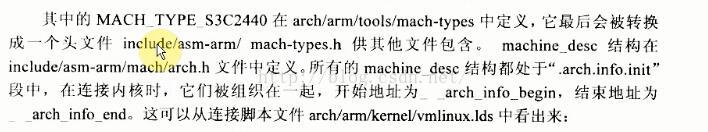 其中的 MACH_TYPE_S3C2440 在 arch/arm/tools/mach-types 中定义，它最后会被转换
成一个头文件 include/asm-arm/ mach-types.h 供其他文件包含。 machine_desc 结构在
include/asm-arm/mach/arch.h 文件中定义。所有的 machine_desc 结构都处于“.arch.info.init”
段中，在连接内核时，它们被组织在一起，开始地址为_ _arch_info_begin，结束地址为
_ _arch_info_end。这可以从连接脚本文件 arch/arm/kernel/vmlinux.lds 中看出来：
http://blog.csdn.net/